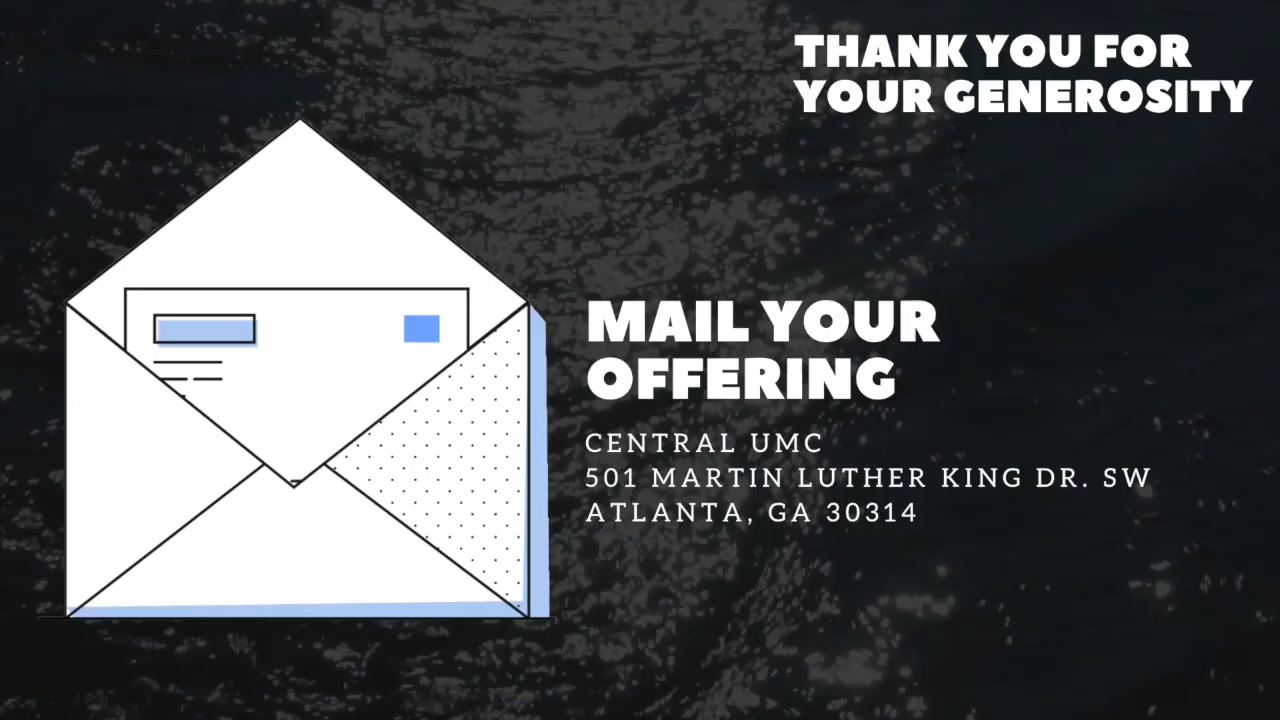 THANK YOU FOR
YOUR GENEROSITY
MAIL YOUR
OFFERING
CENTRAL UMC
501 MARTIN LUTHER KING DR. SW
ATLANTA, GA 30314